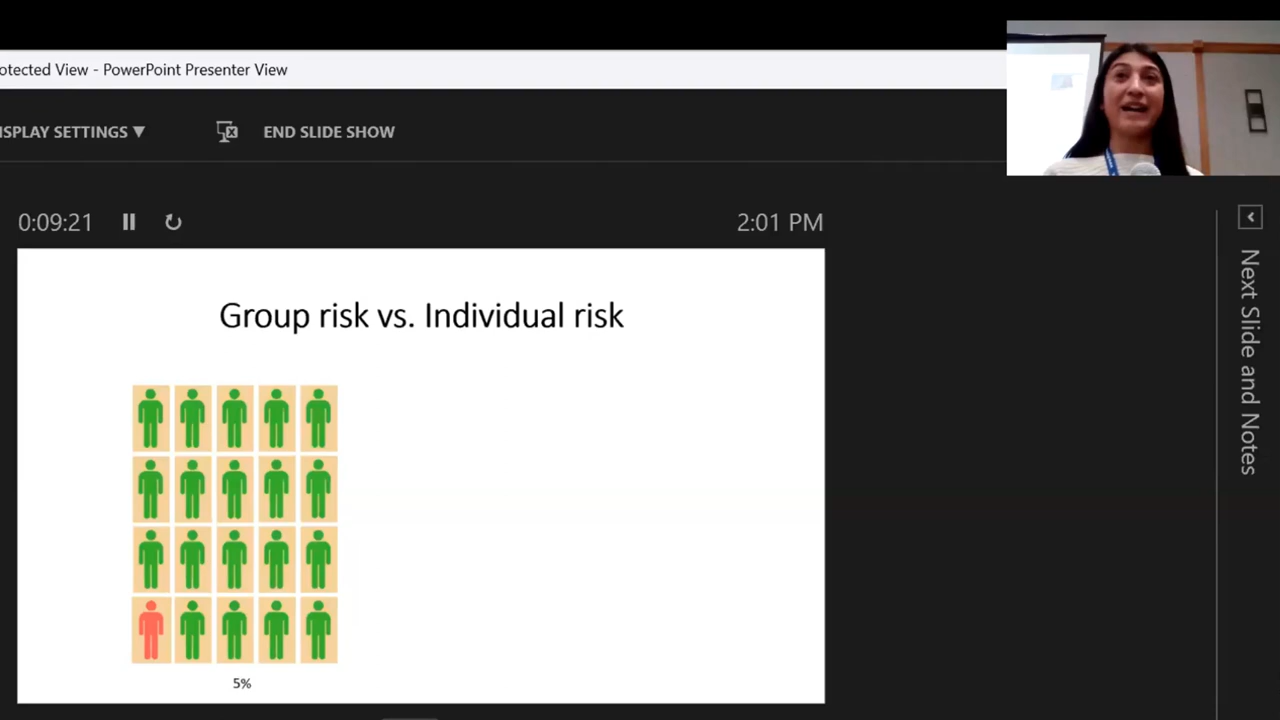 otected View - PowerPoint Presenter View
ISPLAY SETTINGS ▼
END SLIDE SHOW
0:09:21
2:01 PM
Group risk vs. Individual risk
5%
Next Slide and Notes